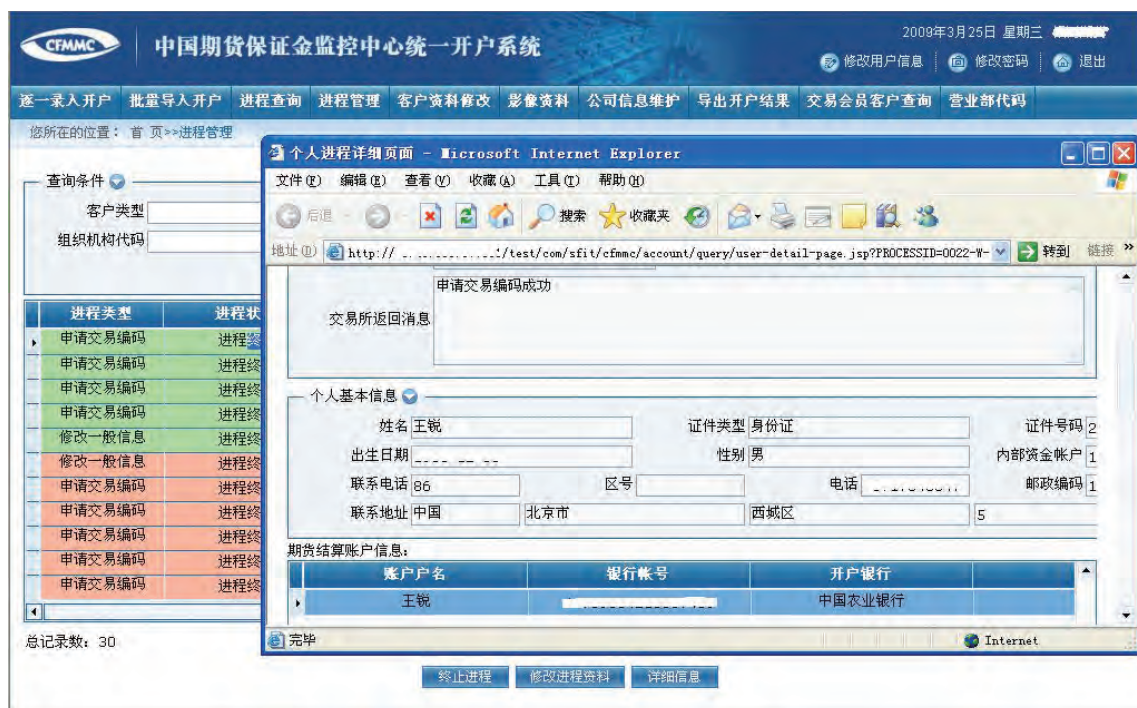 2009年3月25日 星期三
CFMMC 中国期货保证金监控中心统一开户系统
修改用户信息 修改密码 退出
逐一录入开户 批量导入开户 进程查询 进程管理 客户资料修改 影像资料 公司信息维护 导出开户结果 交易会员客户查询 营业部代码
您所在的位置： 首 页>>进程管理
查询条件
客户类型
组织机构代码
进程类型 进程状
申请交易编码 进程终
申请交易编码 进程终
申请交易编码 进程终
申请交易编码 进程终
修改一般信息 进程终
修改一般信息 进程终
申请交易编码 进程终
申请交易编码 进程终
申请交易编码 进程终
申请交易编码 进程终
申请交易编码 进程终
总记录数：30
个人进程详细页面 - Microsoft Internet Explorer
文件(F) 编辑(E) 查看(V) 收藏(A) 工具(T) 帮助(H)
后退 搜索 收藏夹
地址(D) http:// /test/com/sfit/cfmmc/account/query/user-detail-page.jsp?PROCESSID=0022-W- 转到 链接 »
申请交易编码成功
交易所返回消息
个人基本信息
姓名 王锐 证件类型 身份证 证件号码 2
出生日期 性别 男 内部资金帐户 1
联系电话 86 区号 电话 邮政编码 1
联系地址 中国 北京市 西城区 5
期货结算账户信息：
账户户名 银行帐号 开户银行
王锐 中国农业银行
完毕 Internet
终止进程 修改进程资料 详细信息